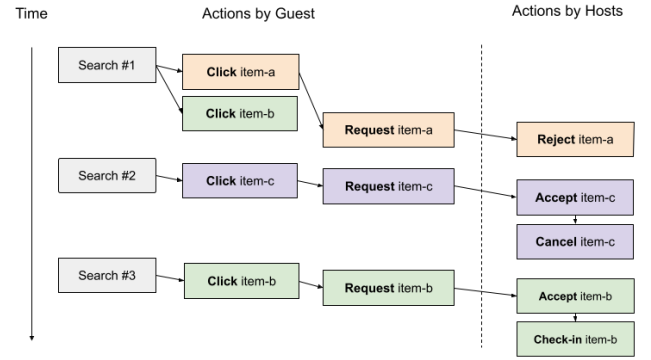 Time
Actions by Guest
Actions by Hosts
Search #1
Click item-a
Click item-b
Request item-a
Reject item-a
Search #2
Click item-c
Request item-c
Accept item-c
Cancel item-c
Search #3
Click item-b
Request item-b
Accept item-b
Check-in item-b